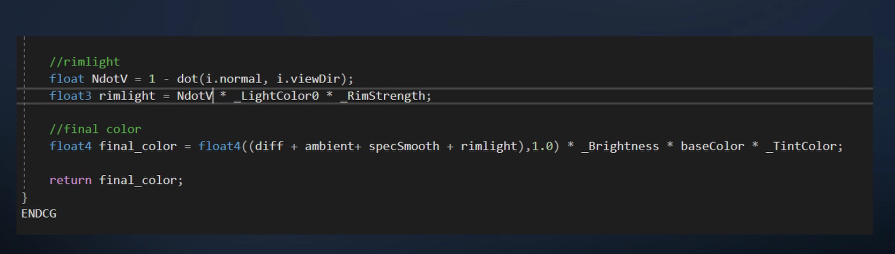 //rimlight
float NdotV = 1 - dot(i.normal, i.viewDir);
float3 rimlight = NdotV * _LightColor0 * _RimStrength;
//final color
float4 final_color = float4((diff + ambient+ specSmooth + rimlight),1.0) * _Brightness * baseColor * _TintColor;
return final_color;
}
ENDCG